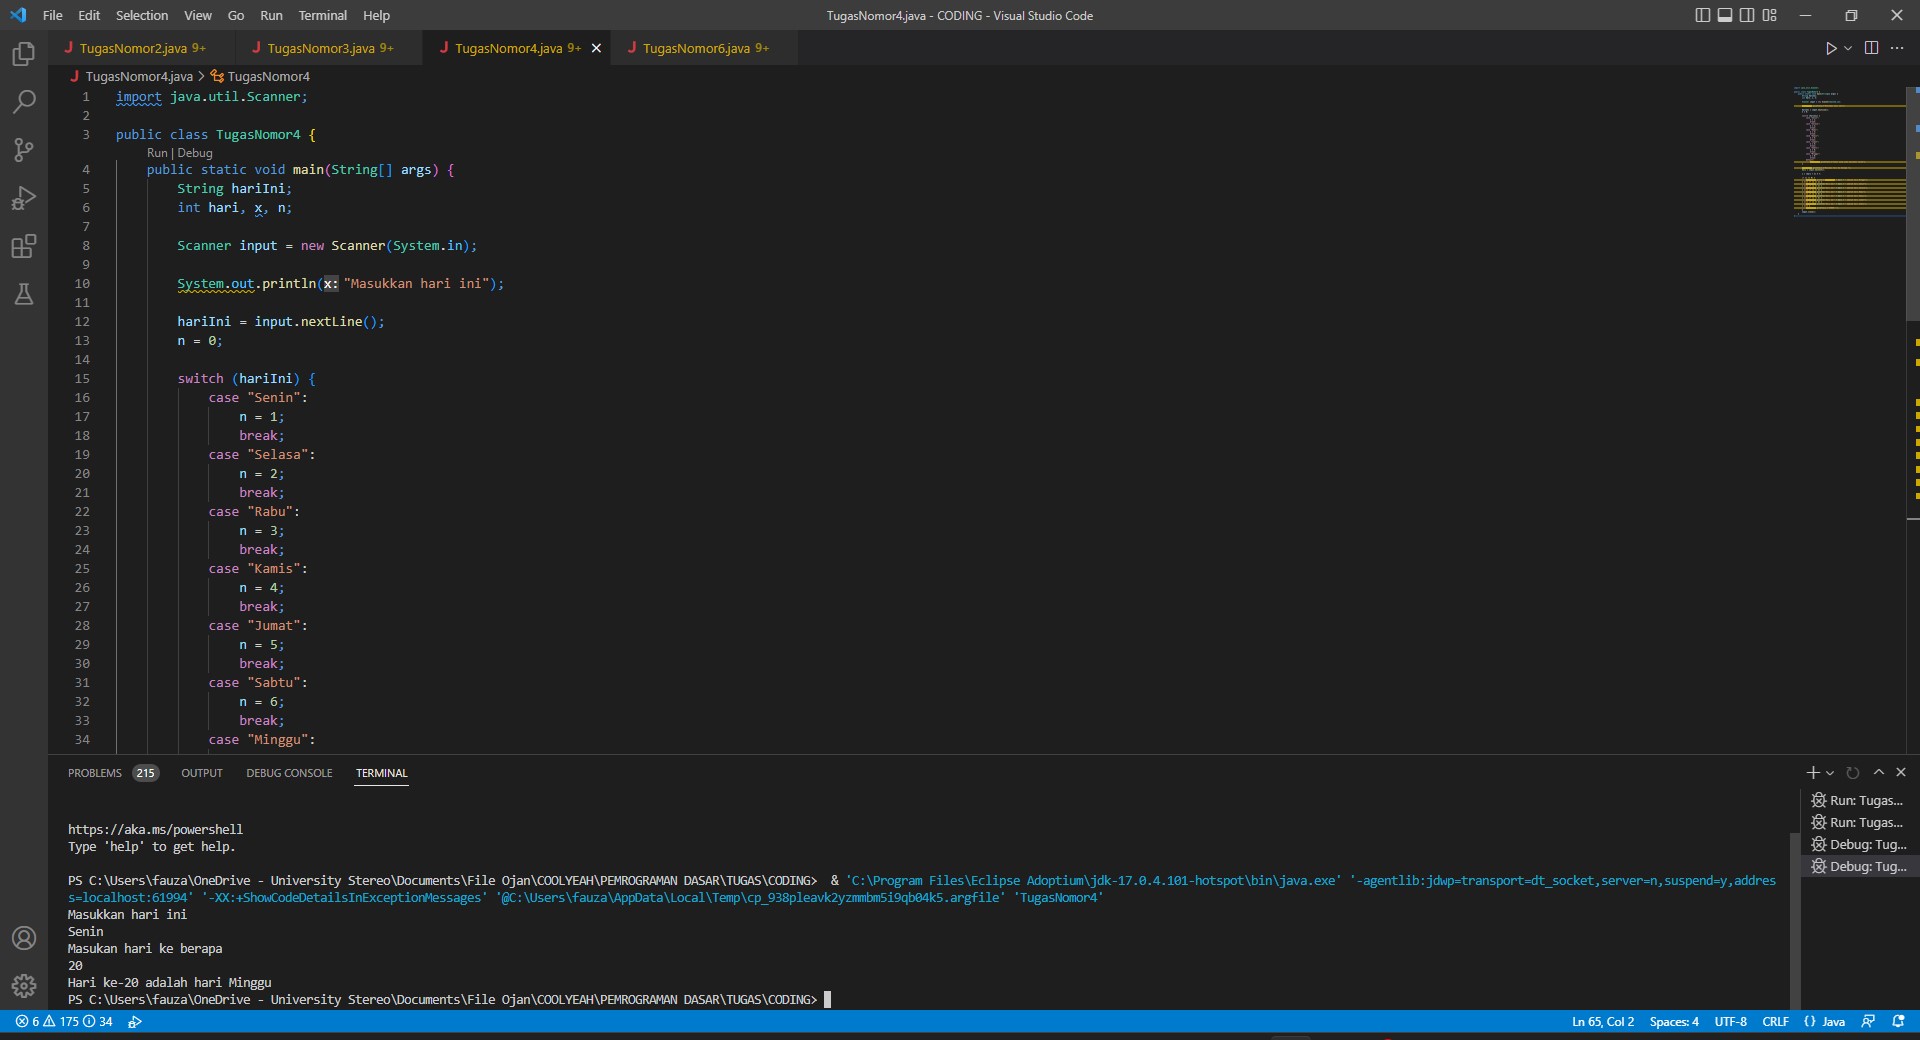 File Edit Selection View Go Run Terminal Help
TugasNomor4.java - CODING - Visual Studio Code
TugasNomor2.java 9+ TugasNomor3.java 9+ TugasNomor4.java 9+ TugasNomor6.java 9+
TugasNomor4.java > TugasNomor4
1 import java.util.Scanner;
2
3 public class TugasNomor4 {
Run | Debug
4 public static void main(String[] args) {
5 String hariIni;
6 int hari, x, n;
7
8 Scanner input = new Scanner(System.in);
9
10 System.out.println(x: "Masukkan hari ini");
11
12 hariIni = input.nextLine();
13 n = 0;
14
15 switch (hariIni) {
16 case "Senin":
17 n = 1;
18 break;
19 case "Selasa":
20 n = 2;
21 break;
22 case "Rabu":
23 n = 3;
24 break;
25 case "Kamis":
26 n = 4;
27 break;
28 case "Jumat":
29 n = 5;
30 break;
31 case "Sabtu":
32 n = 6;
33 break;
34 case "Minggu":
PROBLEMS 215 OUTPUT DEBUG CONSOLE TERMINAL
https://aka.ms/powershell
Type 'help' to get help.
PS C:\Users\fauza\OneDrive - University Stereo\Documents\File Ojan\COOLYEAH\PEMROGRAMAN DASAR\TUGAS\CODING> & 'C:\Program Files\Eclipse Adoptium\jdk-17.0.4.101-hotspot\bin\java.exe' '-agentlib:jdwp=transport=dt_socket,server=n,suspend=y,addres
s=localhost:61994' '-XX:+ShowCodeDetailsInExceptionMessages' '@C:\Users\fauza\AppData\Local\Temp\cp_938pleavk2yzmmbm5i9qb04k5.argfile' 'TugasNomor4'
Masukkan hari ini
Senin
Masukan hari ke berapa
20
Hari ke-20 adalah hari Minggu
PS C:\Users\fauza\OneDrive - University Stereo\Documents\File Ojan\COOLYEAH\PEMROGRAMAN DASAR\TUGAS\CODING>
Run: Tugas...
Run: Tugas...
Debug: Tug...
Debug: Tug...
6 175 34
Ln 65, Col 2 Spaces: 4 UTF-8 CRLF {} Java